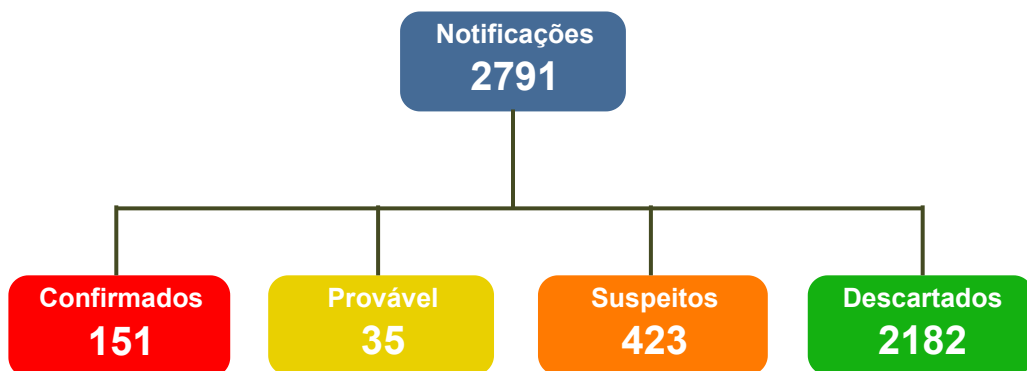 Notificações
2791
Confirmados
151
Provável
35
Suspeitos
423
Descartados
2182